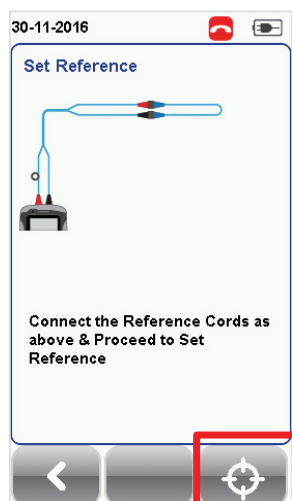 30-11-2016
Set Reference
Connect the Reference Cords as
above & Proceed to Set
Reference